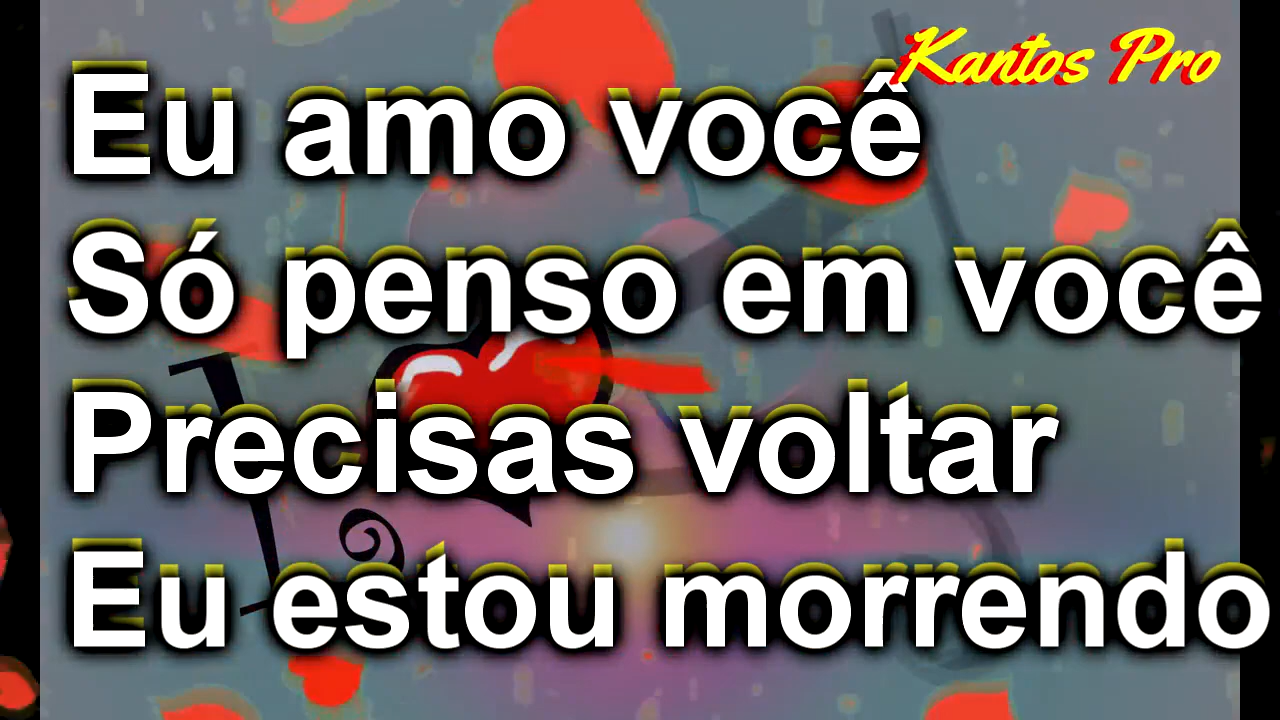 Kantos Pro
Eu amo você
Só penso em você
Precisas voltar
Eu estou morrendo